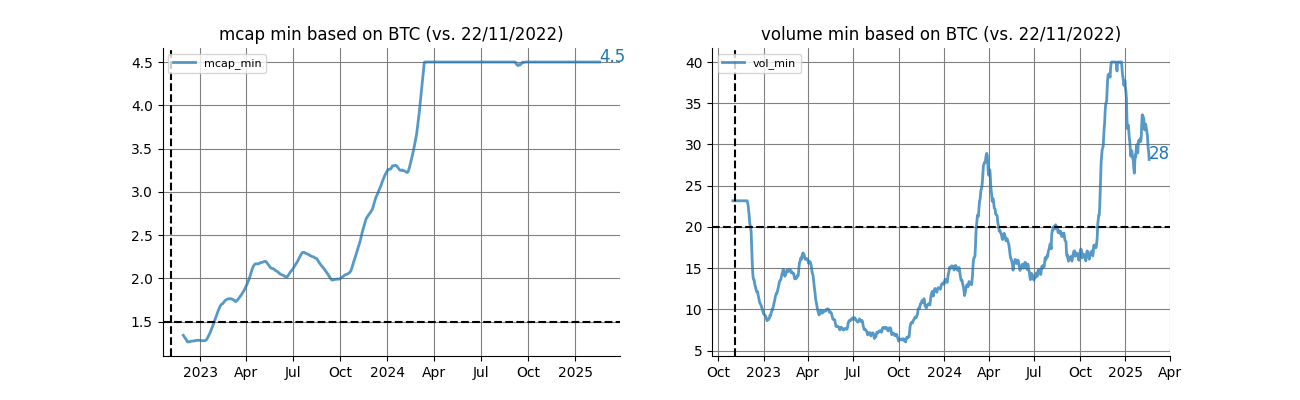 mcap min based on BTC (vs. 22/11/2022)
mcap_min
4.5
4.5
4.0
3.5
3.0
2.5
2.0
1.5
2023 Apr Jul Oct 2024 Apr Jul Oct 2025
volume min based on BTC (vs. 22/11/2022)
vol_min
40
35
30
28
25
20
15
10
5
Oct 2023 Apr Jul Oct 2024 Apr Jul Oct 2025 Apr